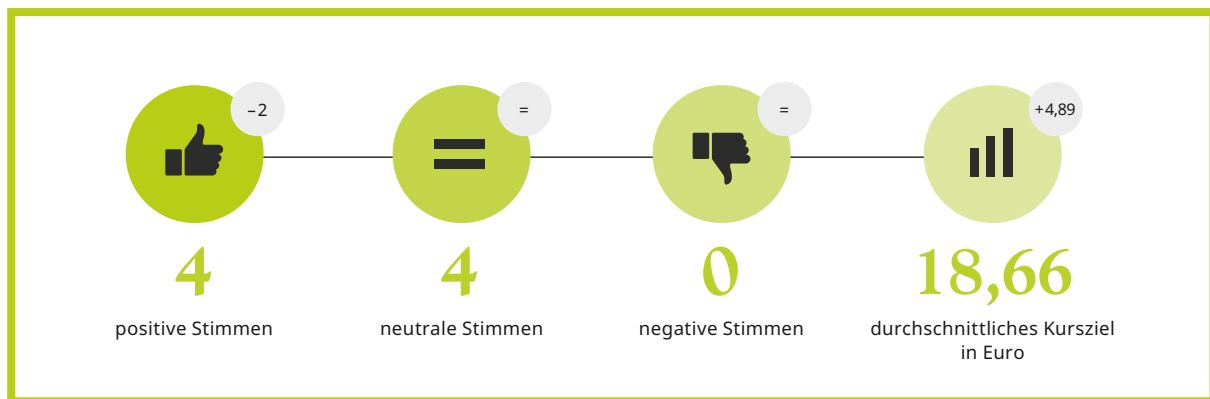 –2
=
=
+4,89
4
4
0
18,66
positive Stimmen
neutrale Stimmen
negative Stimmen
durchschnittliches Kursziel
in Euro